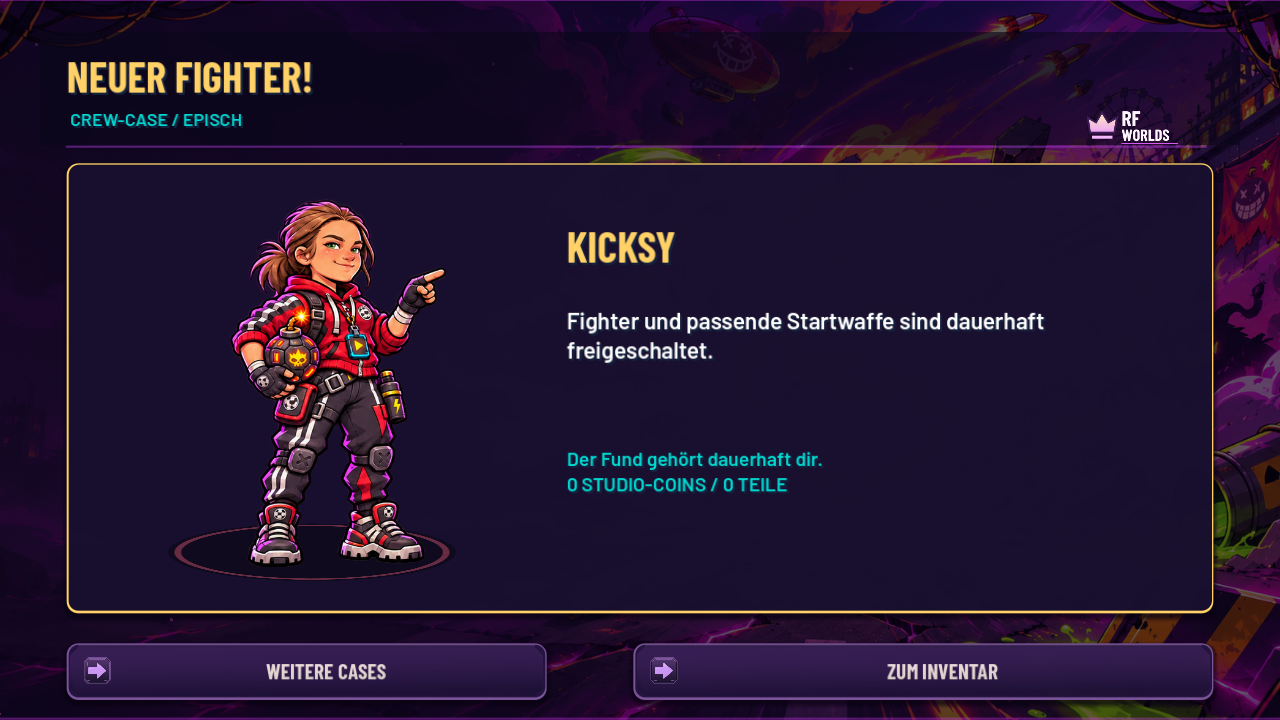 NEUER FIGHTER!
CREW-CASE / EPISCH
RF
WORLDS
KICKSY
Fighter und passende Startwaffe sind dauerhaft
freigeschaltet.
Der Fund gehört dauerhaft dir.
0 STUDIO-COINS / 0 TEILE
WEITERE CASES
ZUM INVENTAR